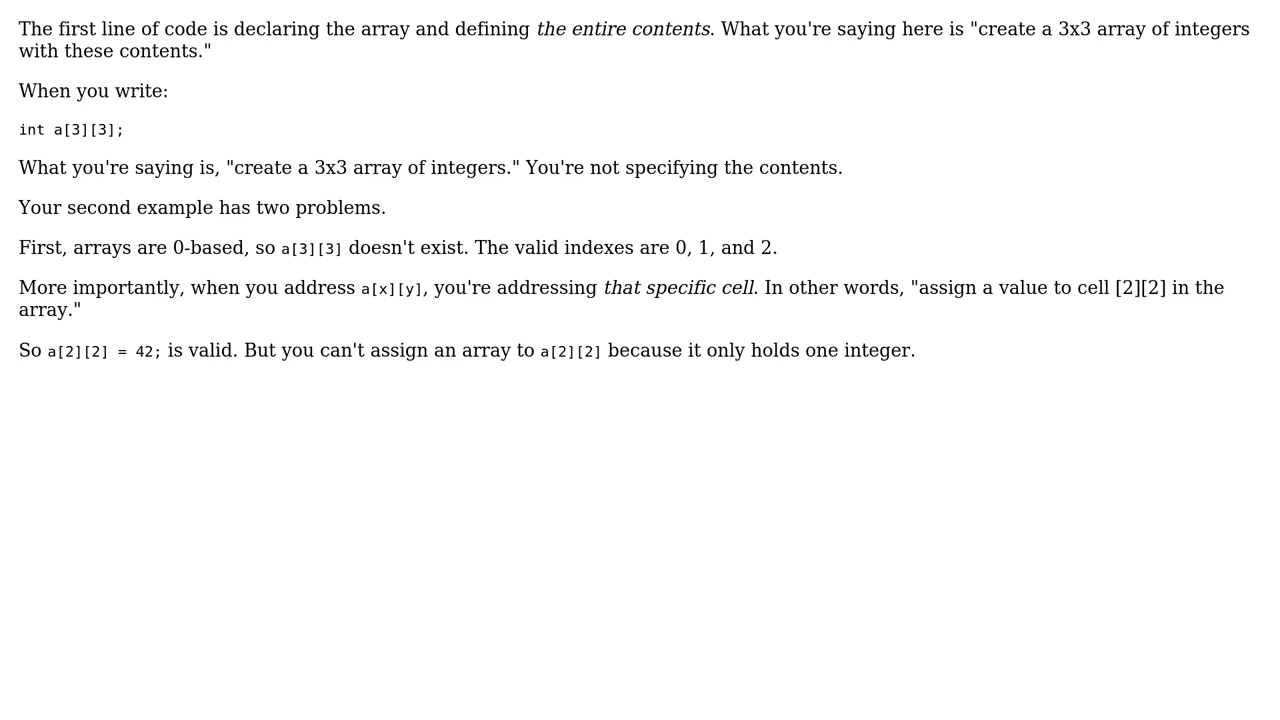 The first line of code is declaring the array and defining the entire contents. What you're saying here is "create a 3x3 array of integers
with these contents."
When you write:
int a[3][3];
What you're saying is, "create a 3x3 array of integers." You're not specifying the contents.
Your second example has two problems.
First, arrays are 0-based, so a[3][3] doesn't exist. The valid indexes are 0, 1, and 2.
More importantly, when you address a[x][y], you're addressing that specific cell. In other words, "assign a value to cell [2][2] in the
array."
So a[2][2] = 42; is valid. But you can't assign an array to a[2][2] because it only holds one integer.